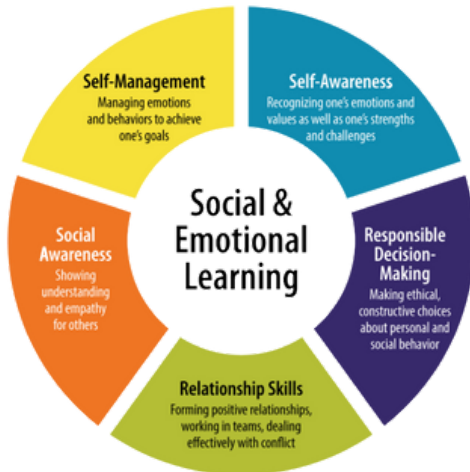 Self-Management
Managing emotions
and behaviors to achieve
one's goals
Self-Awareness
Recognizing one's emotions and
values as well as one's strengths
and challenges
Social &
Emotional
Learning
Social
Awareness
Showing
understanding
and empathy
for others
Responsible
Decision-
Making
Making ethical,
constructive choices
about personal and
social behavior
Relationship Skills
Forming positive relationships,
working in teams, dealing
effectively with conflict